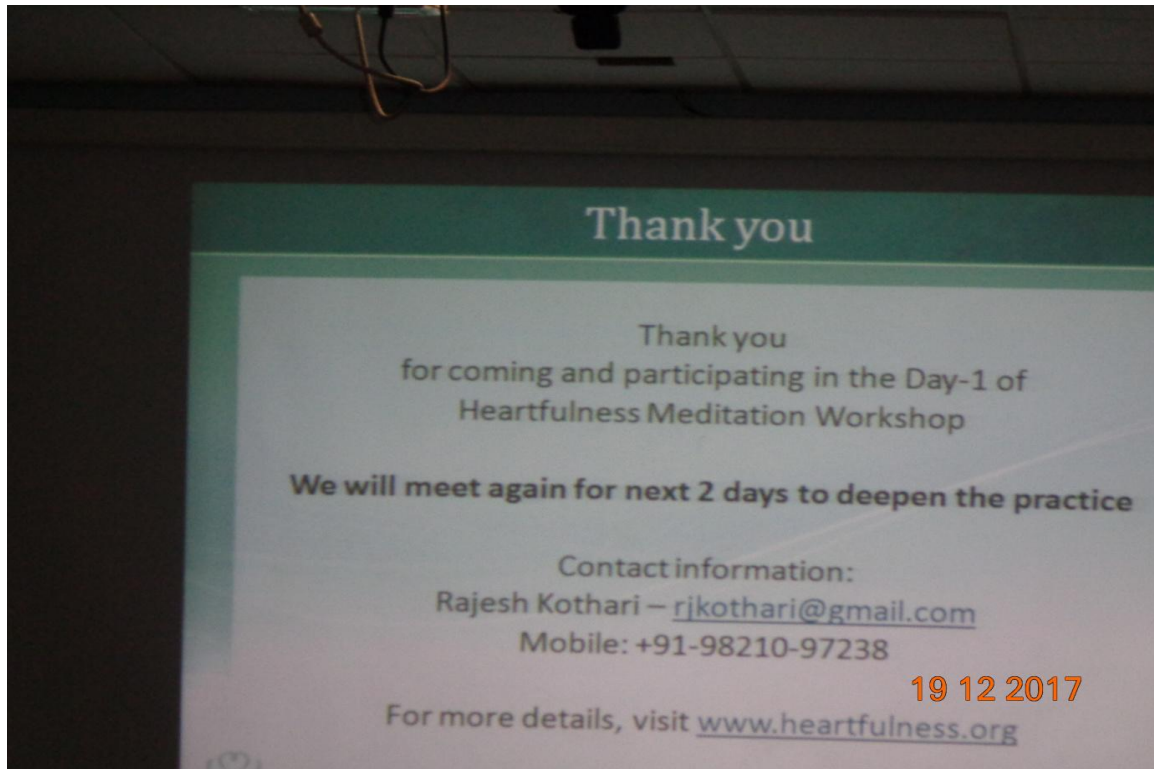 Thank you
Thank you
for coming and participating in the Day-1 of
Heartfulness Meditation Workshop
We will meet again for next 2 days to deepen the practice
Contact information:
Rajesh Kothari – rjkothari@gmail.com
Mobile: +91-98210-97238
19 12 2017
For more details, visit www.heartfulness.org